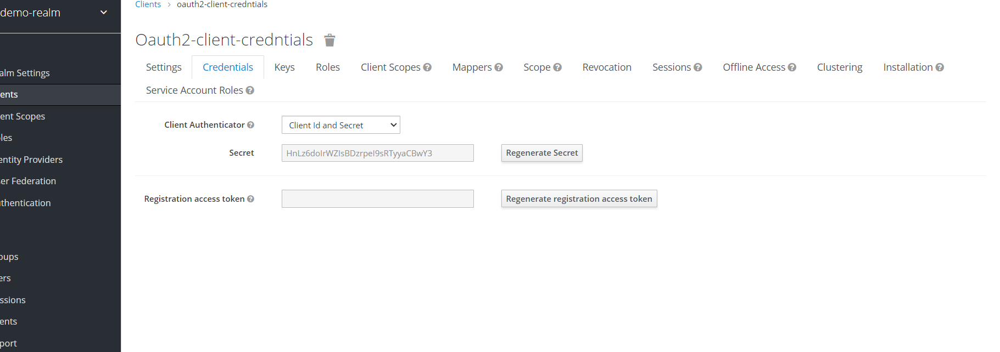 demo-realm
Clients > oauth2-client-credntials
Oauth2-client-credntials
Settings Credentials Keys Roles Client Scopes Mappers Scope Revocation Sessions Offline Access Clustering Installation
Service Account Roles
alm Settings
ents
ent Scopes
les
entity Providers
er Federation
thentication
oups
ers
ssions
ents
port
Client Authenticator Client Id and Secret
Secret HnLz6doIrWZIsBDzrpeI9sRTyyaCBwY3 Regenerate Secret
Registration access token Regenerate registration access token